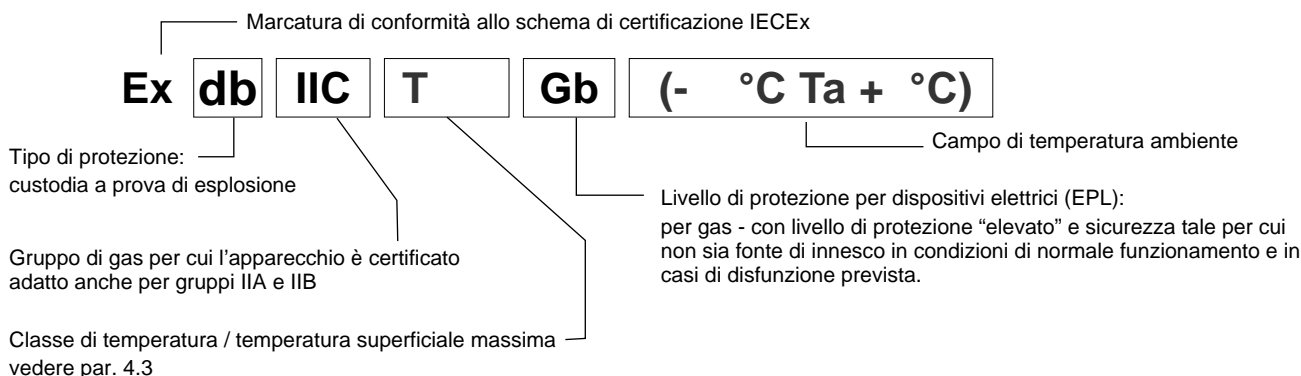 Marcatura di conformità allo schema di certificazione IECEx
Ex db IIC T Gb (- °C Ta + °C)
Campo di temperatura ambiente
Tipo di protezione:
custodia a prova di esplosione
Livello di protezione per dispositivi elettrici (EPL):
per gas - con livello di protezione “elevato” e sicurezza tale per cui
non sia fonte di innesco in condizioni di normale funzionamento e in
casi di disfunzione prevista.
Gruppo di gas per cui l'apparecchio è certificato
adatto anche per gruppi IIA e IIB
Classe di temperatura / temperatura superficiale massima
vedere par. 4.3